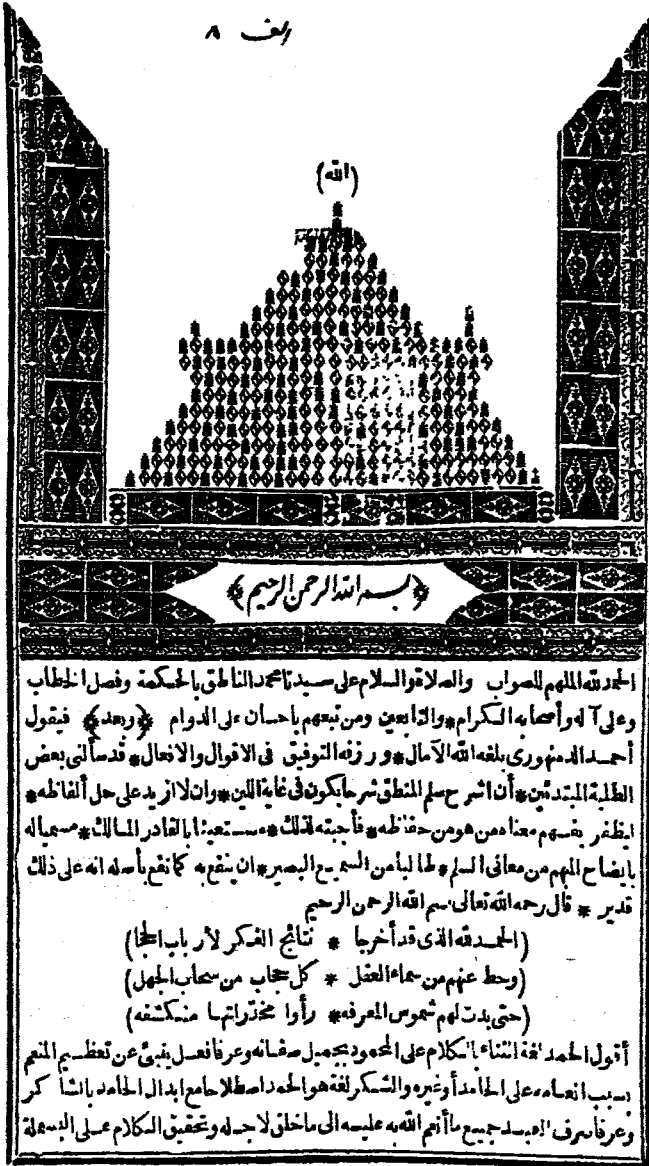 الف ٨
(الله)
﴿بسم الله الرحمن الرحيم﴾
الحمد لله الملهم للصواب والصلاة والسلام على سيدنا محمد الناطق بالحكمة وفصل الخطاب
وعلى آله وأصحابه الكرام * والتابعين ومن تبعهم باحسان على الدوام ﴿وبعد﴾ فيقول
أحمد الدمنهوري بلغه الله الآمال * ورزقه التوفيق في الاقوال والافعال * قد سألني بعض
الطلبة المبتدئين * أن اشرح سلم المنطق شرحا يكون في غاية اللين * وان لا ازيد على حل ألفاظه *
ليظفر بفهم معناه من هو من حفاظه * فأجبته لذلك * مستعينا بالقادر المالك * مسميا له
بايضاح المبهم من معاني السلم * طالبا من السميع البصير * ان ينفع به كما نفع بأصله انه على ذلك
قدير * قال رحمه الله تعالى بسم الله الرحمن الرحيم
(الحمد لله الذي قد أخرجا * نتائج الفكر لأرباب الحجا)
(وحط عنهم من سماء العقل * كل حجاب من سحاب الجهل)
(حتى بدت لهم شموس المعرفه * رأوا مخدراتها منكشفه)
أقول الحمد لغة الثناء بالكلام على المحمود بجميل صفاته وعرفا فعل ينبئ عن تعظيم المنعم
بسبب انعامه على الحامد أو غيره والشكر لغة هو الحمد اصطلاحا مع ابدال الحامد بالشاكر
وعرفا صرف العبد جميع ما أنعم الله به عليه الى ما خلق لاجله وتحقيق الكلام على البسملة